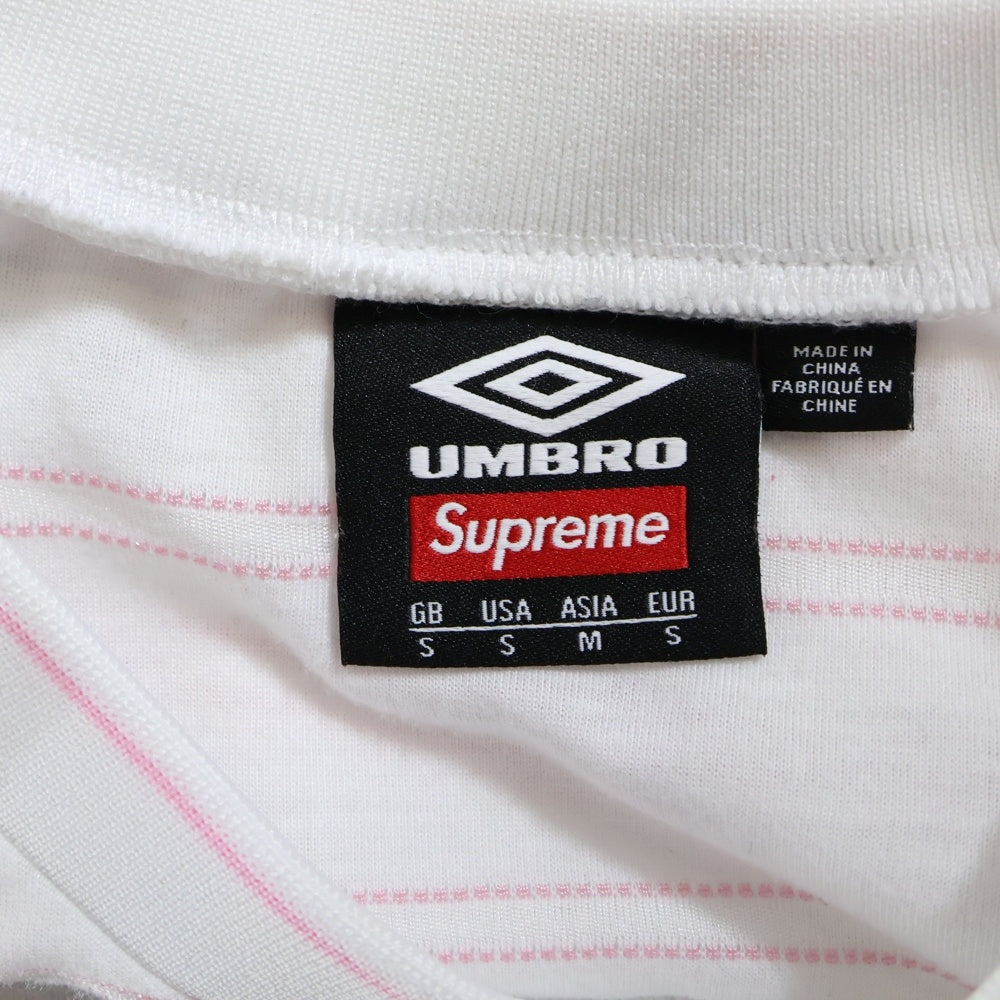 UMBRO
Supreme
GB USA ASIA EUR
S S M S
MADE IN
CHINA
FABRIQUÉ EN
CHINE